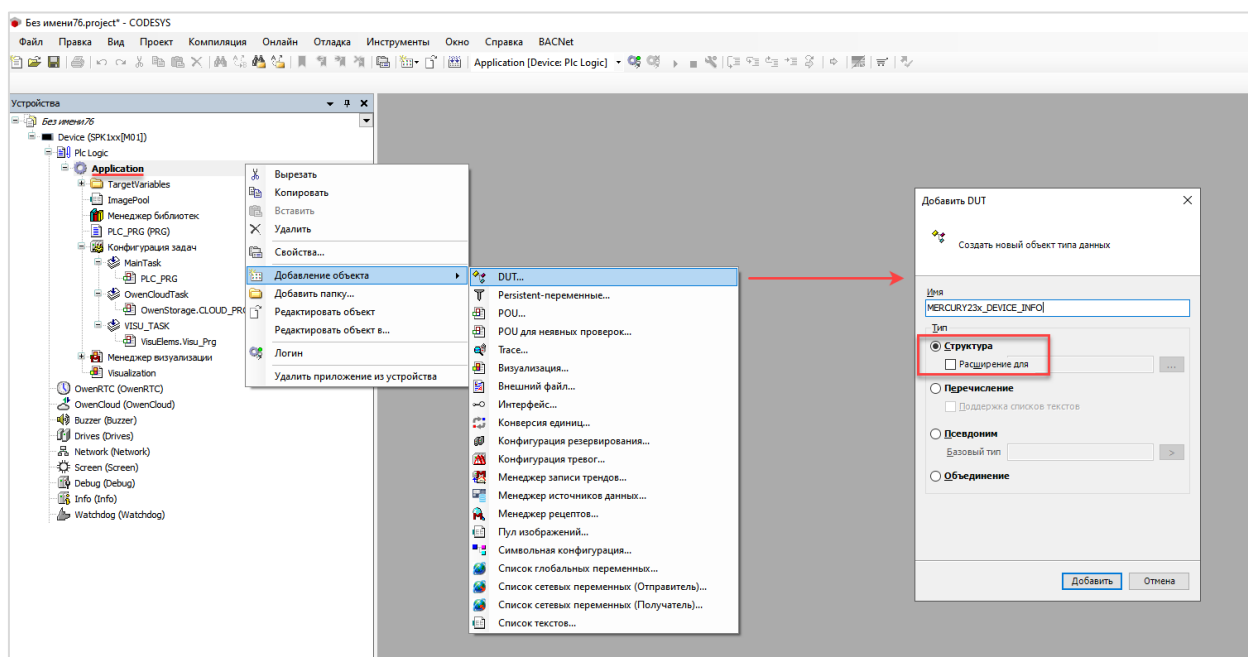 Без имени76.project* - CODESYS
Файл Правка Вид Проект Компиляция Онлайн Отладка Инструменты Окно Справка BACNet
Application [Device: Plc Logic]
Устройства
Без имени76
Device (SPK1xx[M01])
Plc Logic
Application
TargetVariables
ImagePool
Менеджер библиотек
PLC_PRG (PRG)
Конфигурация задач
MainTask
PLC_PRG
OwenCloudTask
OwenStorage.CLOUD_PRG
VISU_TASK
VisuElems.Visu_Prg
Менеджер визуализации
Visualization
OwenRTC (OwenRTC)
OwenCloud (OwenCloud)
Buzzer (Buzzer)
Drives (Drives)
Network (Network)
Screen (Screen)
Debug (Debug)
Info (Info)
Watchdog (Watchdog)
Вырезать
Копировать
Вставить
Удалить
Свойства...
Добавление объекта
Добавить папку...
Редактировать объект
Редактировать объект в...
Логин
Удалить приложение из устройства
DUT...
Persistent-переменные...
POU...
POU для неявных проверок...
Trace...
Визуализация...
Внешний файл...
Интерфейс...
Конверсия единиц...
Конфигурация резервирования...
Конфигурация тревог...
Менеджер записи трендов...
Менеджер источников данных...
Менеджер рецептов...
Пул изображений...
Символьная конфигурация...
Список глобальных переменных...
Список сетевых переменных (Отправитель)...
Список сетевых переменных (Получатель)...
Список текстов...
Добавить DUT
Создать новый объект типа данных
Имя
MERCURY23x_DEVICE_INFO
Тип
Структура
Расширение для
...
Перечисление
Поддержка списков текстов
Псевдоним
Базовый тип
>
Объединение
Добавить Отмена